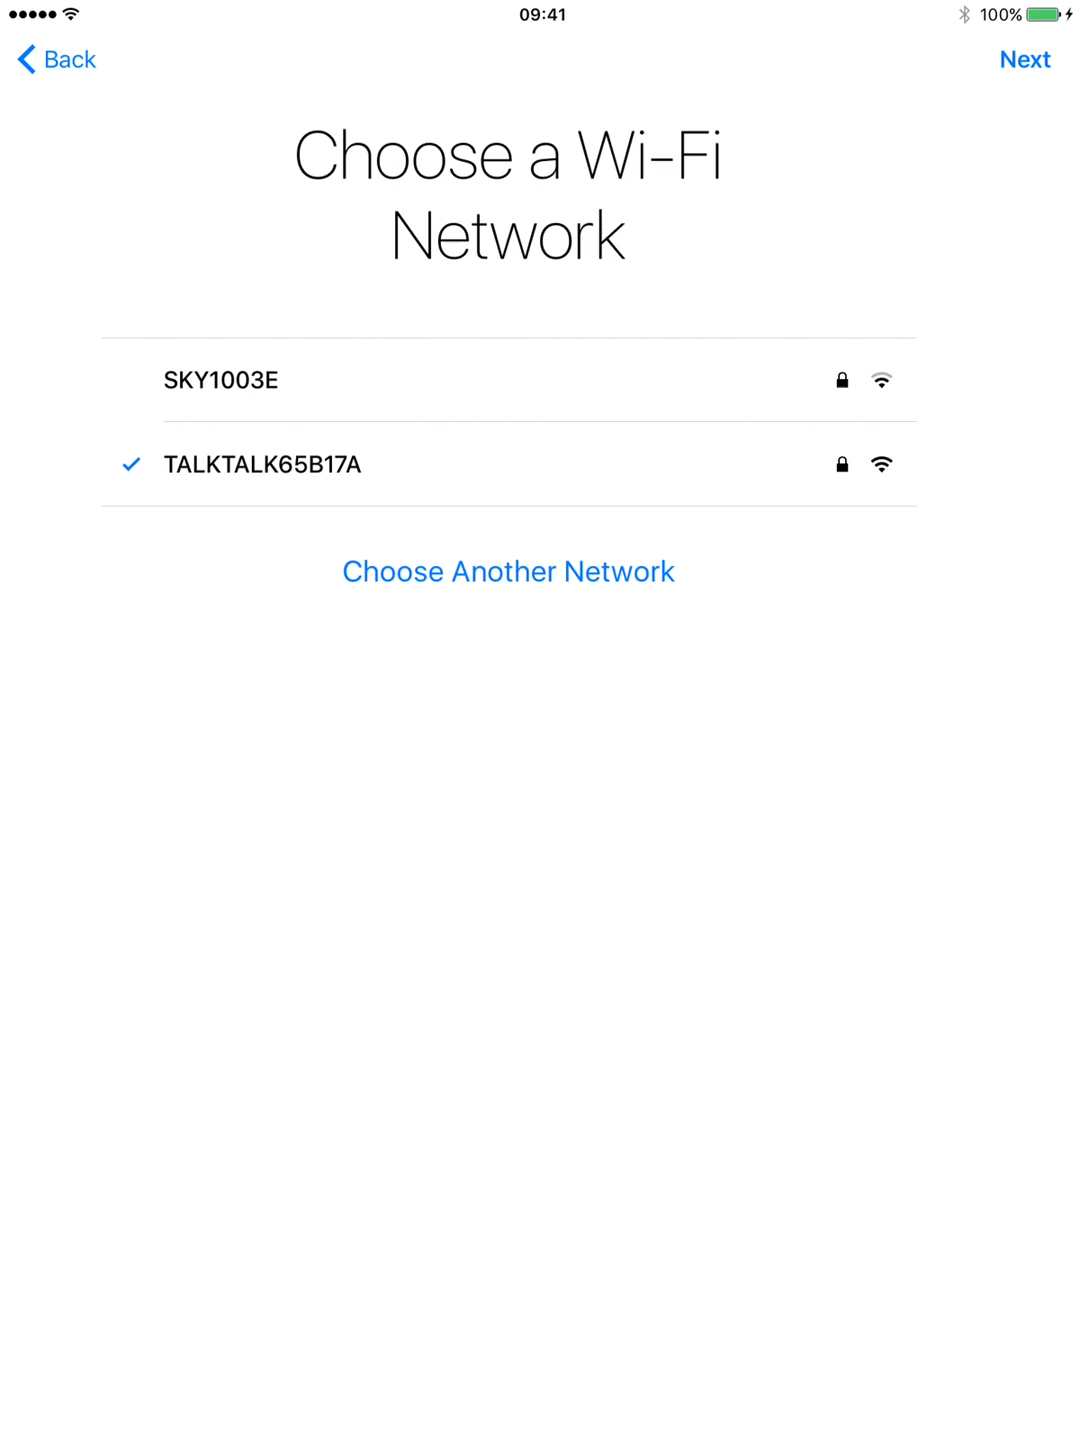 09:41
100%
Back
Next
Choose a Wi-Fi
Network
SKY1003E
TALKTALK65B17A
Choose Another Network